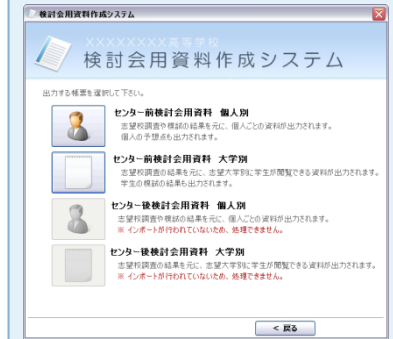 検討会用資料作成システム
XXXXXXXX高等学校
検討会用資料作成システム
出力する帳票を選択して下さい。
センター前検討会用資料 個人別
志望校調査や模試の結果を元に、個人ごとの資料が出力されます。
個人の予想点も出力されます。
センター前検討会用資料 大学別
志望校調査の結果を元に、志望大学別に学生が閲覧できる資料が出力されます。
学生の模試の結果も出力されます。
センター後検討会用資料 個人別
志望校調査や模試の結果を元に、個人ごとの資料が出力されます。
※ インポートが行われていないため、処理できません。
センター後検討会用資料 大学別
志望校調査の結果を元に、志望大学別に学生が閲覧できる資料が出力されます。
※ インポートが行われていないため、処理できません。
< 戻る